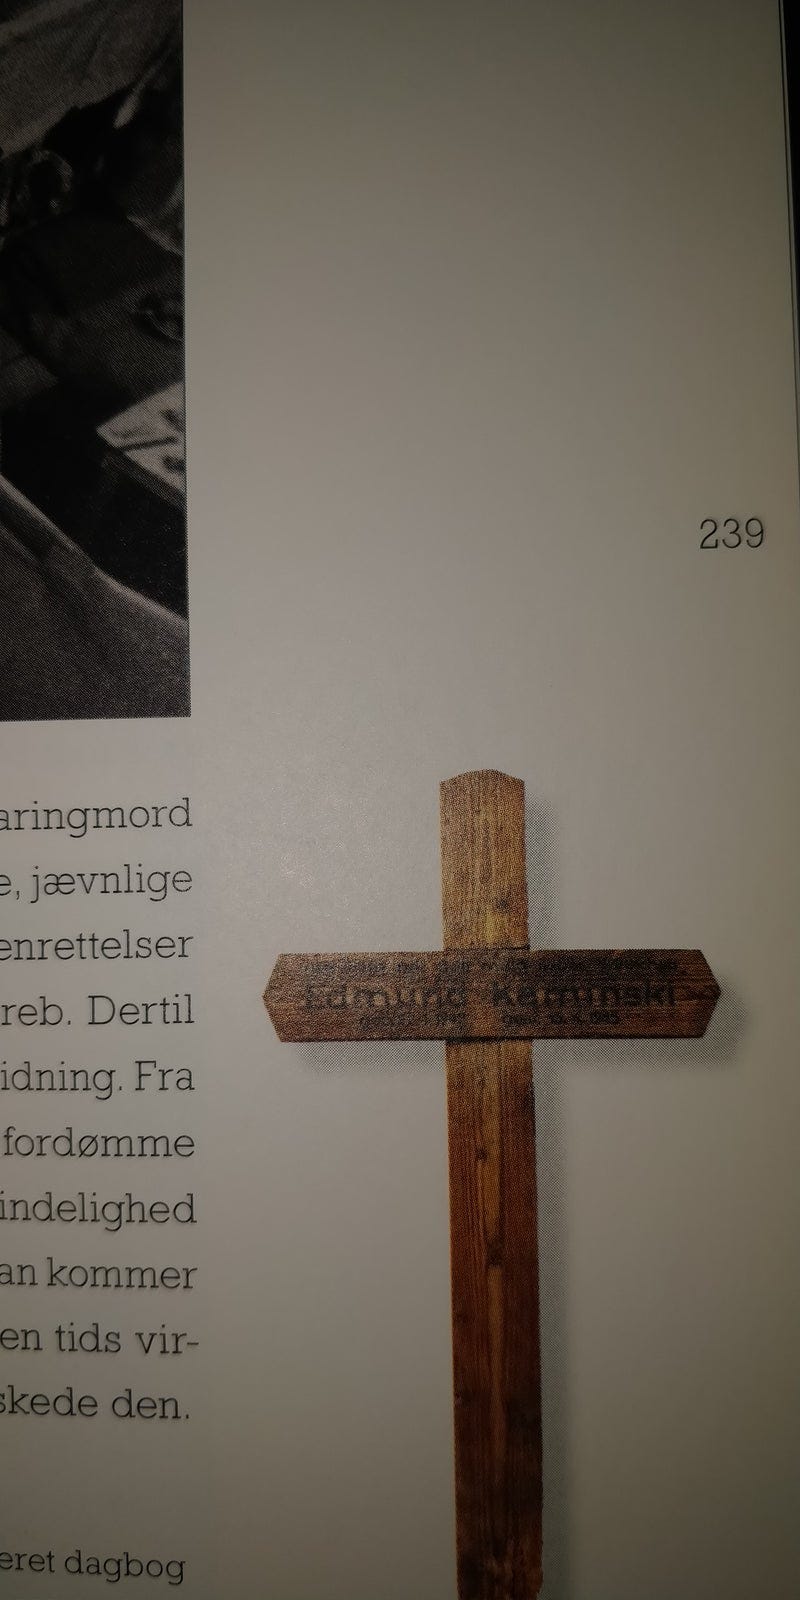 239
aringmord
e, jævnlige
enrettelser
reb. Dertil
idning. Fra
fordømme
indelighed
an kommer
en tids vir-
skede den.
eret dagbog
Edmund Kaminski